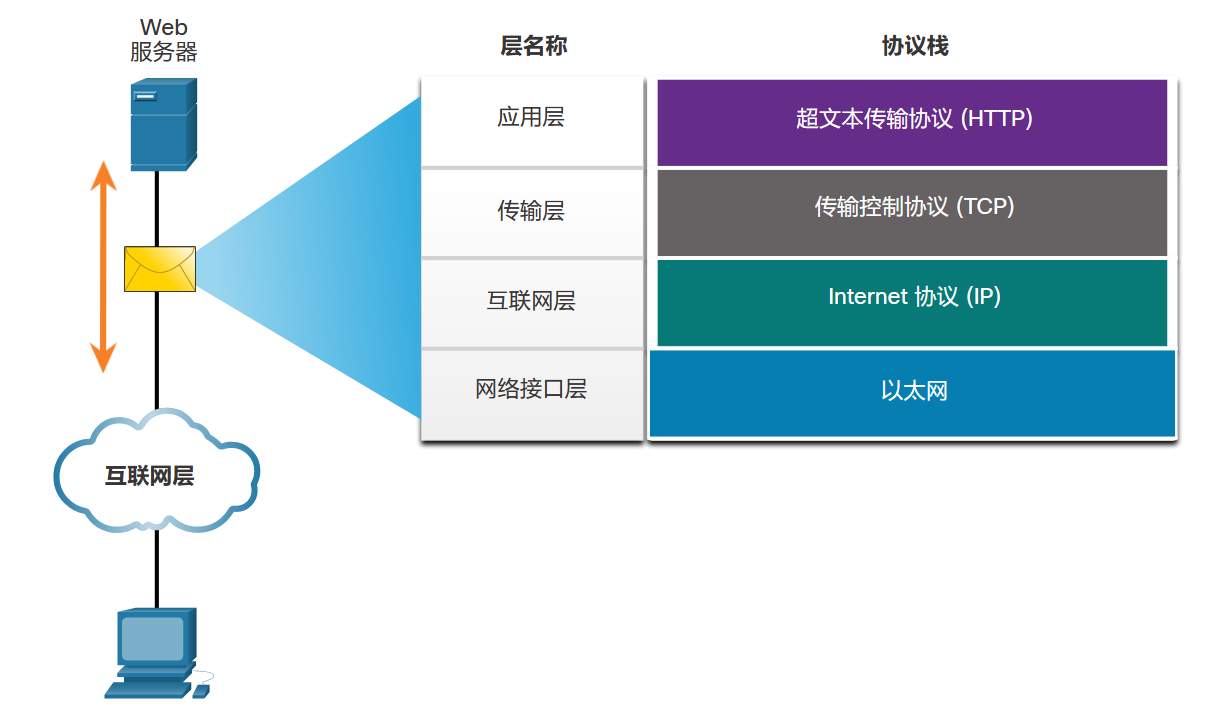 Web
服务器
层名称
协议栈
应用层
超文本传输协议 (HTTP)
传输层
传输控制协议 (TCP)
互联网层
Internet 协议 (IP)
网络接口层
以太网
互联网层